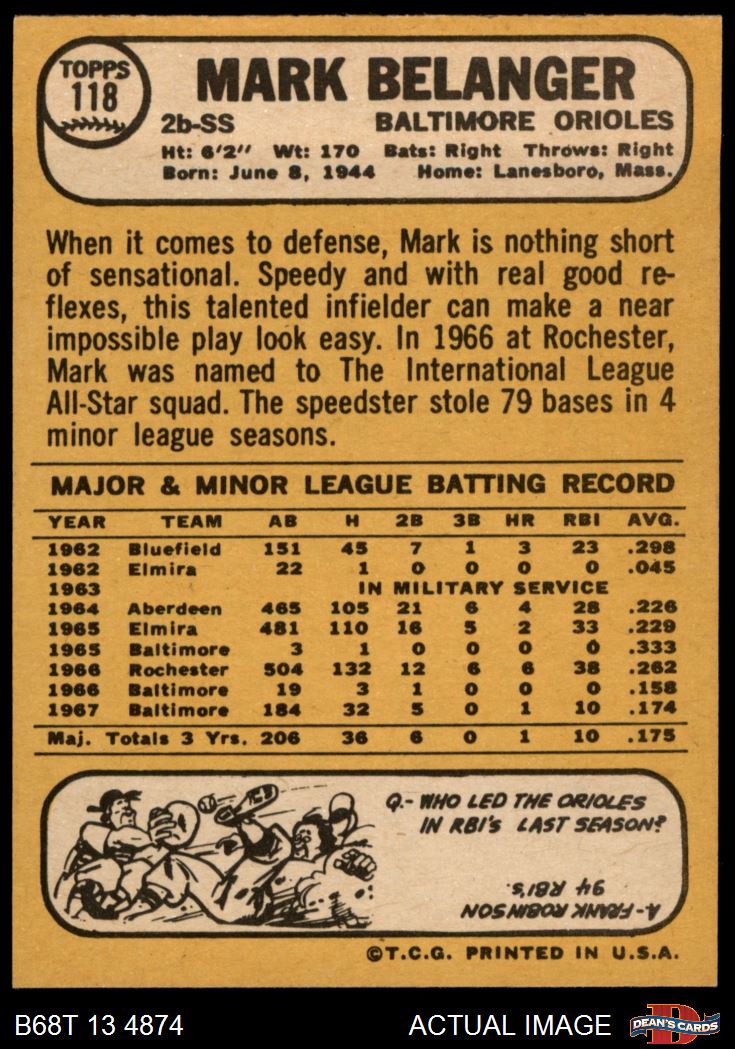 TOPPS
118
MARK BELANGER
2b-SS BALTIMORE ORIOLES
Ht: 6'2" Wt: 170 Bats: Right Throws: Right
Born: June 8, 1944 Home: Lanesboro, Mass.
When it comes to defense, Mark is nothing short
of sensational. Speedy and with real good re-
flexes, this talented infielder can make a near
impossible play look easy. In 1966 at Rochester,
Mark was named to The International League
All-Star squad. The speedster stole 79 bases in 4
minor league seasons.
MAJOR & MINOR LEAGUE BATTING RECORD
YEAR TEAM AB H 2B 3B HR RBI AVG.
1962 Bluefield 151 45 7 1 3 23 .298
1962 Elmira 22 1 0 0 0 0 .045
1963 IN MILITARY SERVICE
1964 Aberdeen 465 105 21 6 4 28 .226
1965 Elmira 481 110 16 5 2 33 .229
1965 Baltimore 3 1 0 0 0 0 .333
1966 Rochester 504 132 12 6 6 38 .262
1966 Baltimore 19 3 1 0 0 0 .158
1967 Baltimore 184 32 5 0 1 10 .174
Maj. Totals 3 Yrs. 206 36 6 0 1 10 .175
Q.- WHO LED THE ORIOLES
IN RBI'S LAST SEASON?
A.- FRANK ROBINSON
94 RBI'S.
©T.C.G. PRINTED IN U.S.A.
B68T 13 4874 ACTUAL IMAGE
D
DEAN'S CARDS